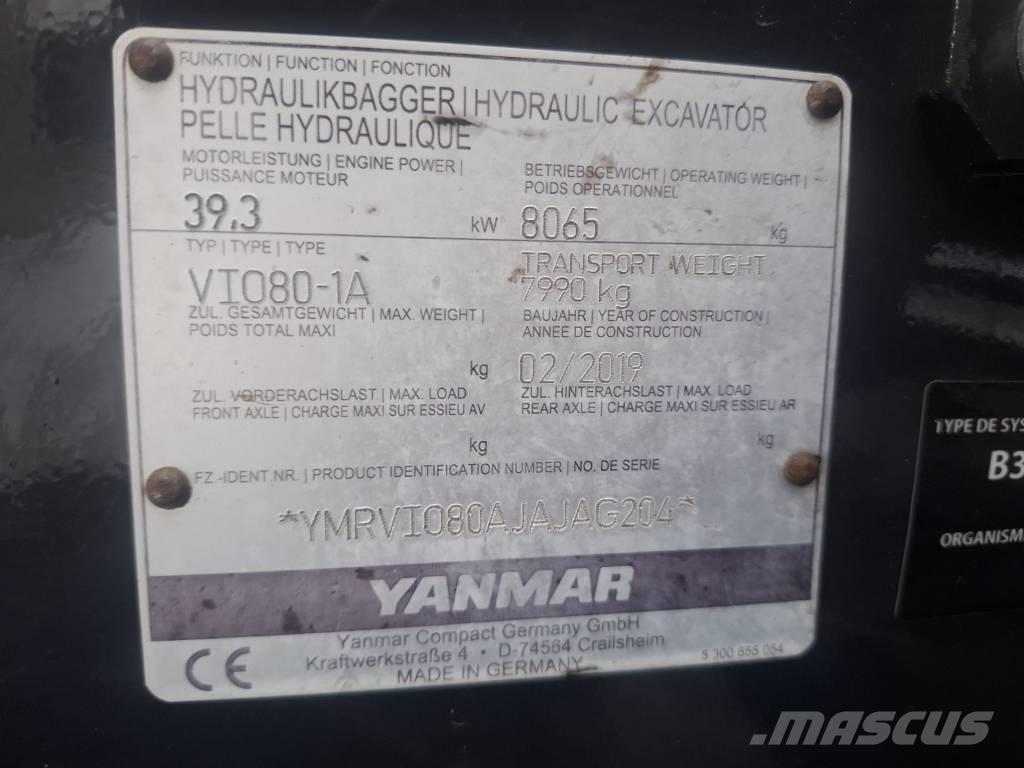 FUNKTION | FUNCTION | FONCTION
HYDRAULIKBAGGER | HYDRAULIC EXCAVATOR
PELLE HYDRAULIQUE
MOTORLEISTUNG | ENGINE POWER |
PUISSANCE MOTEUR
39.3 kW
BETRIEBSGEWICHT | OPERATING WEIGHT |
POIDS OPERATIONNEL
8065 kg
TYP | TYPE | TYPE
VIO80-1A
TRANSPORT WEIGHT
7990 kg
ZUL. GESAMTGEWICHT | MAX. WEIGHT |
POIDS TOTAL MAXI
kg
BAUJAHR | YEAR OF CONSTRUCTION |
ANNEE DE CONSTRUCTION
02/2019
ZUL. VORDERACHSLAST | MAX. LOAD
FRONT AXLE | CHARGE MAXI SUR ESSIEU AV
kg
ZUL. HINTERACHSLAST | MAX. LOAD
REAR AXLE | CHARGE MAXI SUR ESSIEU AR
kg
FZ.-IDENT.NR. | PRODUCT IDENTIFICATION NUMBER | NO. DE SERIE
*YMRVIO80AJAJAG204*
YANMAR
Yanmar Compact Germany GmbH
Kraftwerkstraße 4 • D-74564 Crailsheim
MADE IN GERMANY
CE
5 300 655 054
TYPE DE SYS
B3
ORGANISM
MASCUS